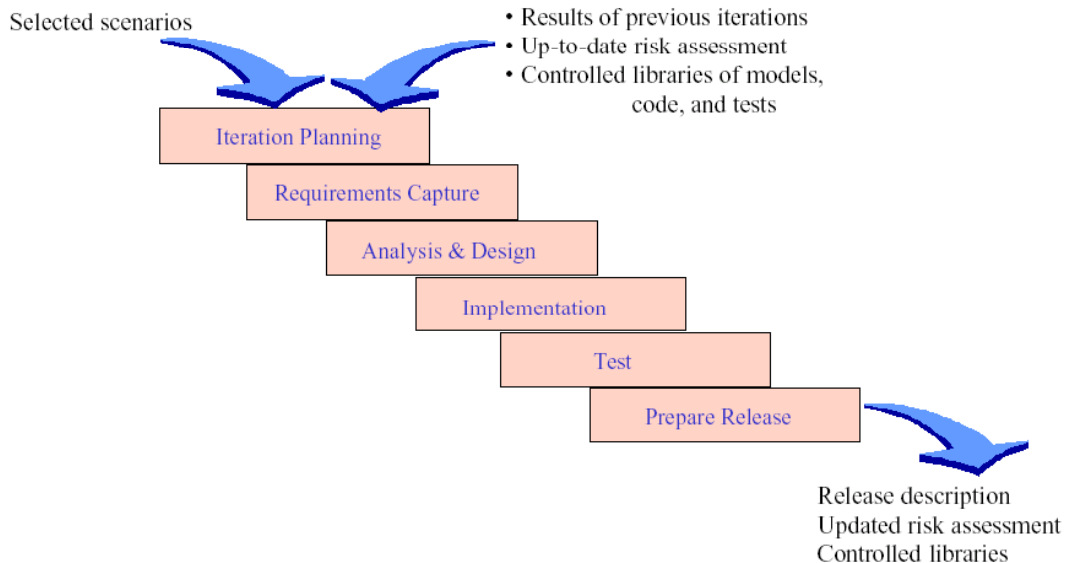 Selected scenarios
• Results of previous iterations
• Up-to-date risk assessment
• Controlled libraries of models,
code, and tests
Iteration Planning
Requirements Capture
Analysis & Design
Implementation
Test
Prepare Release
Release description
Updated risk assessment
Controlled libraries